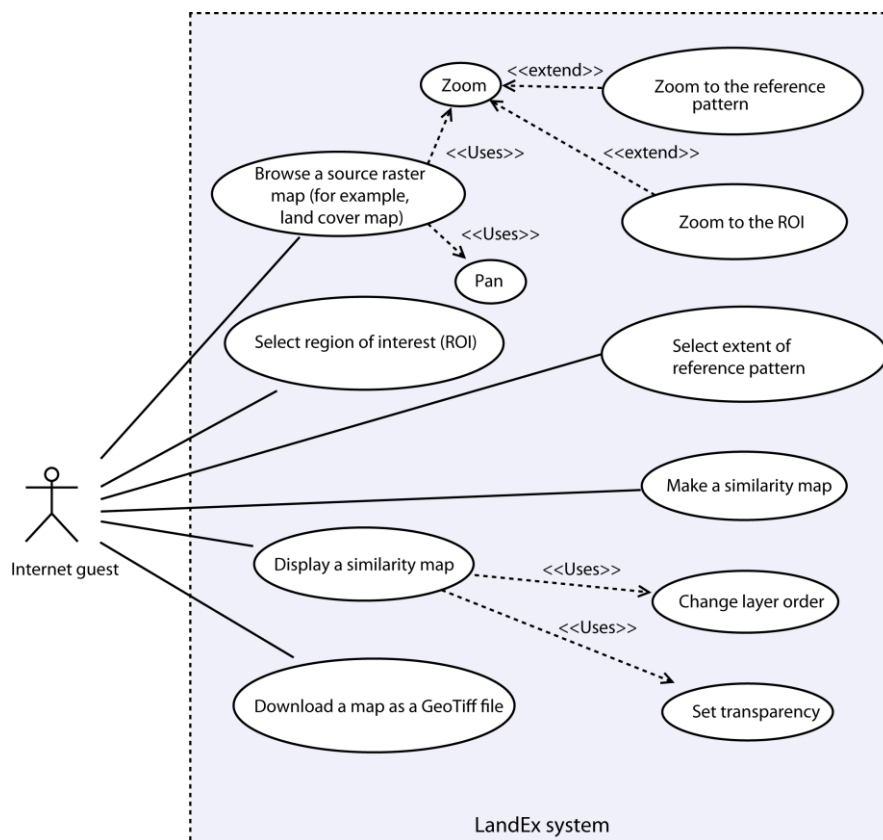 Zoom
<<extend>>
Zoom to the reference
pattern
<<Uses>>
<<extend>>
Browse a source raster
map (for example,
land cover map)
Zoom to the ROI
<<Uses>>
Pan
Select region of interest (ROI)
Select extent of
reference pattern
Make a similarity map
Internet guest
Display a similarity map
<<Uses>>
Change layer order
<<Uses>>
Download a map as a GeoTiff file
Set transparency
LandEx system